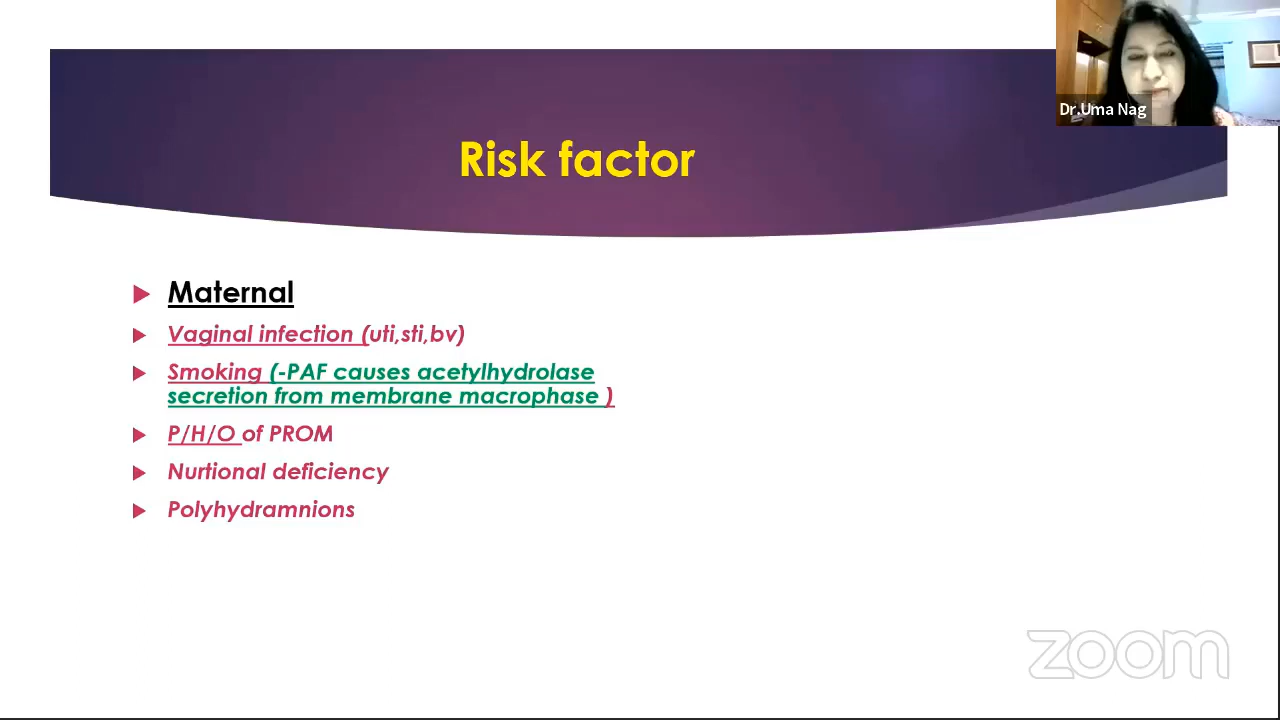 Dr.Uma Nag
Risk factor
Maternal
Vaginal infection (uti,sti,bv)
Smoking (-PAF causes acetylhydrolase
secretion from membrane macrophase )
P/H/O of PROM
Nurtional deficiency
Polyhydramnions
zoom